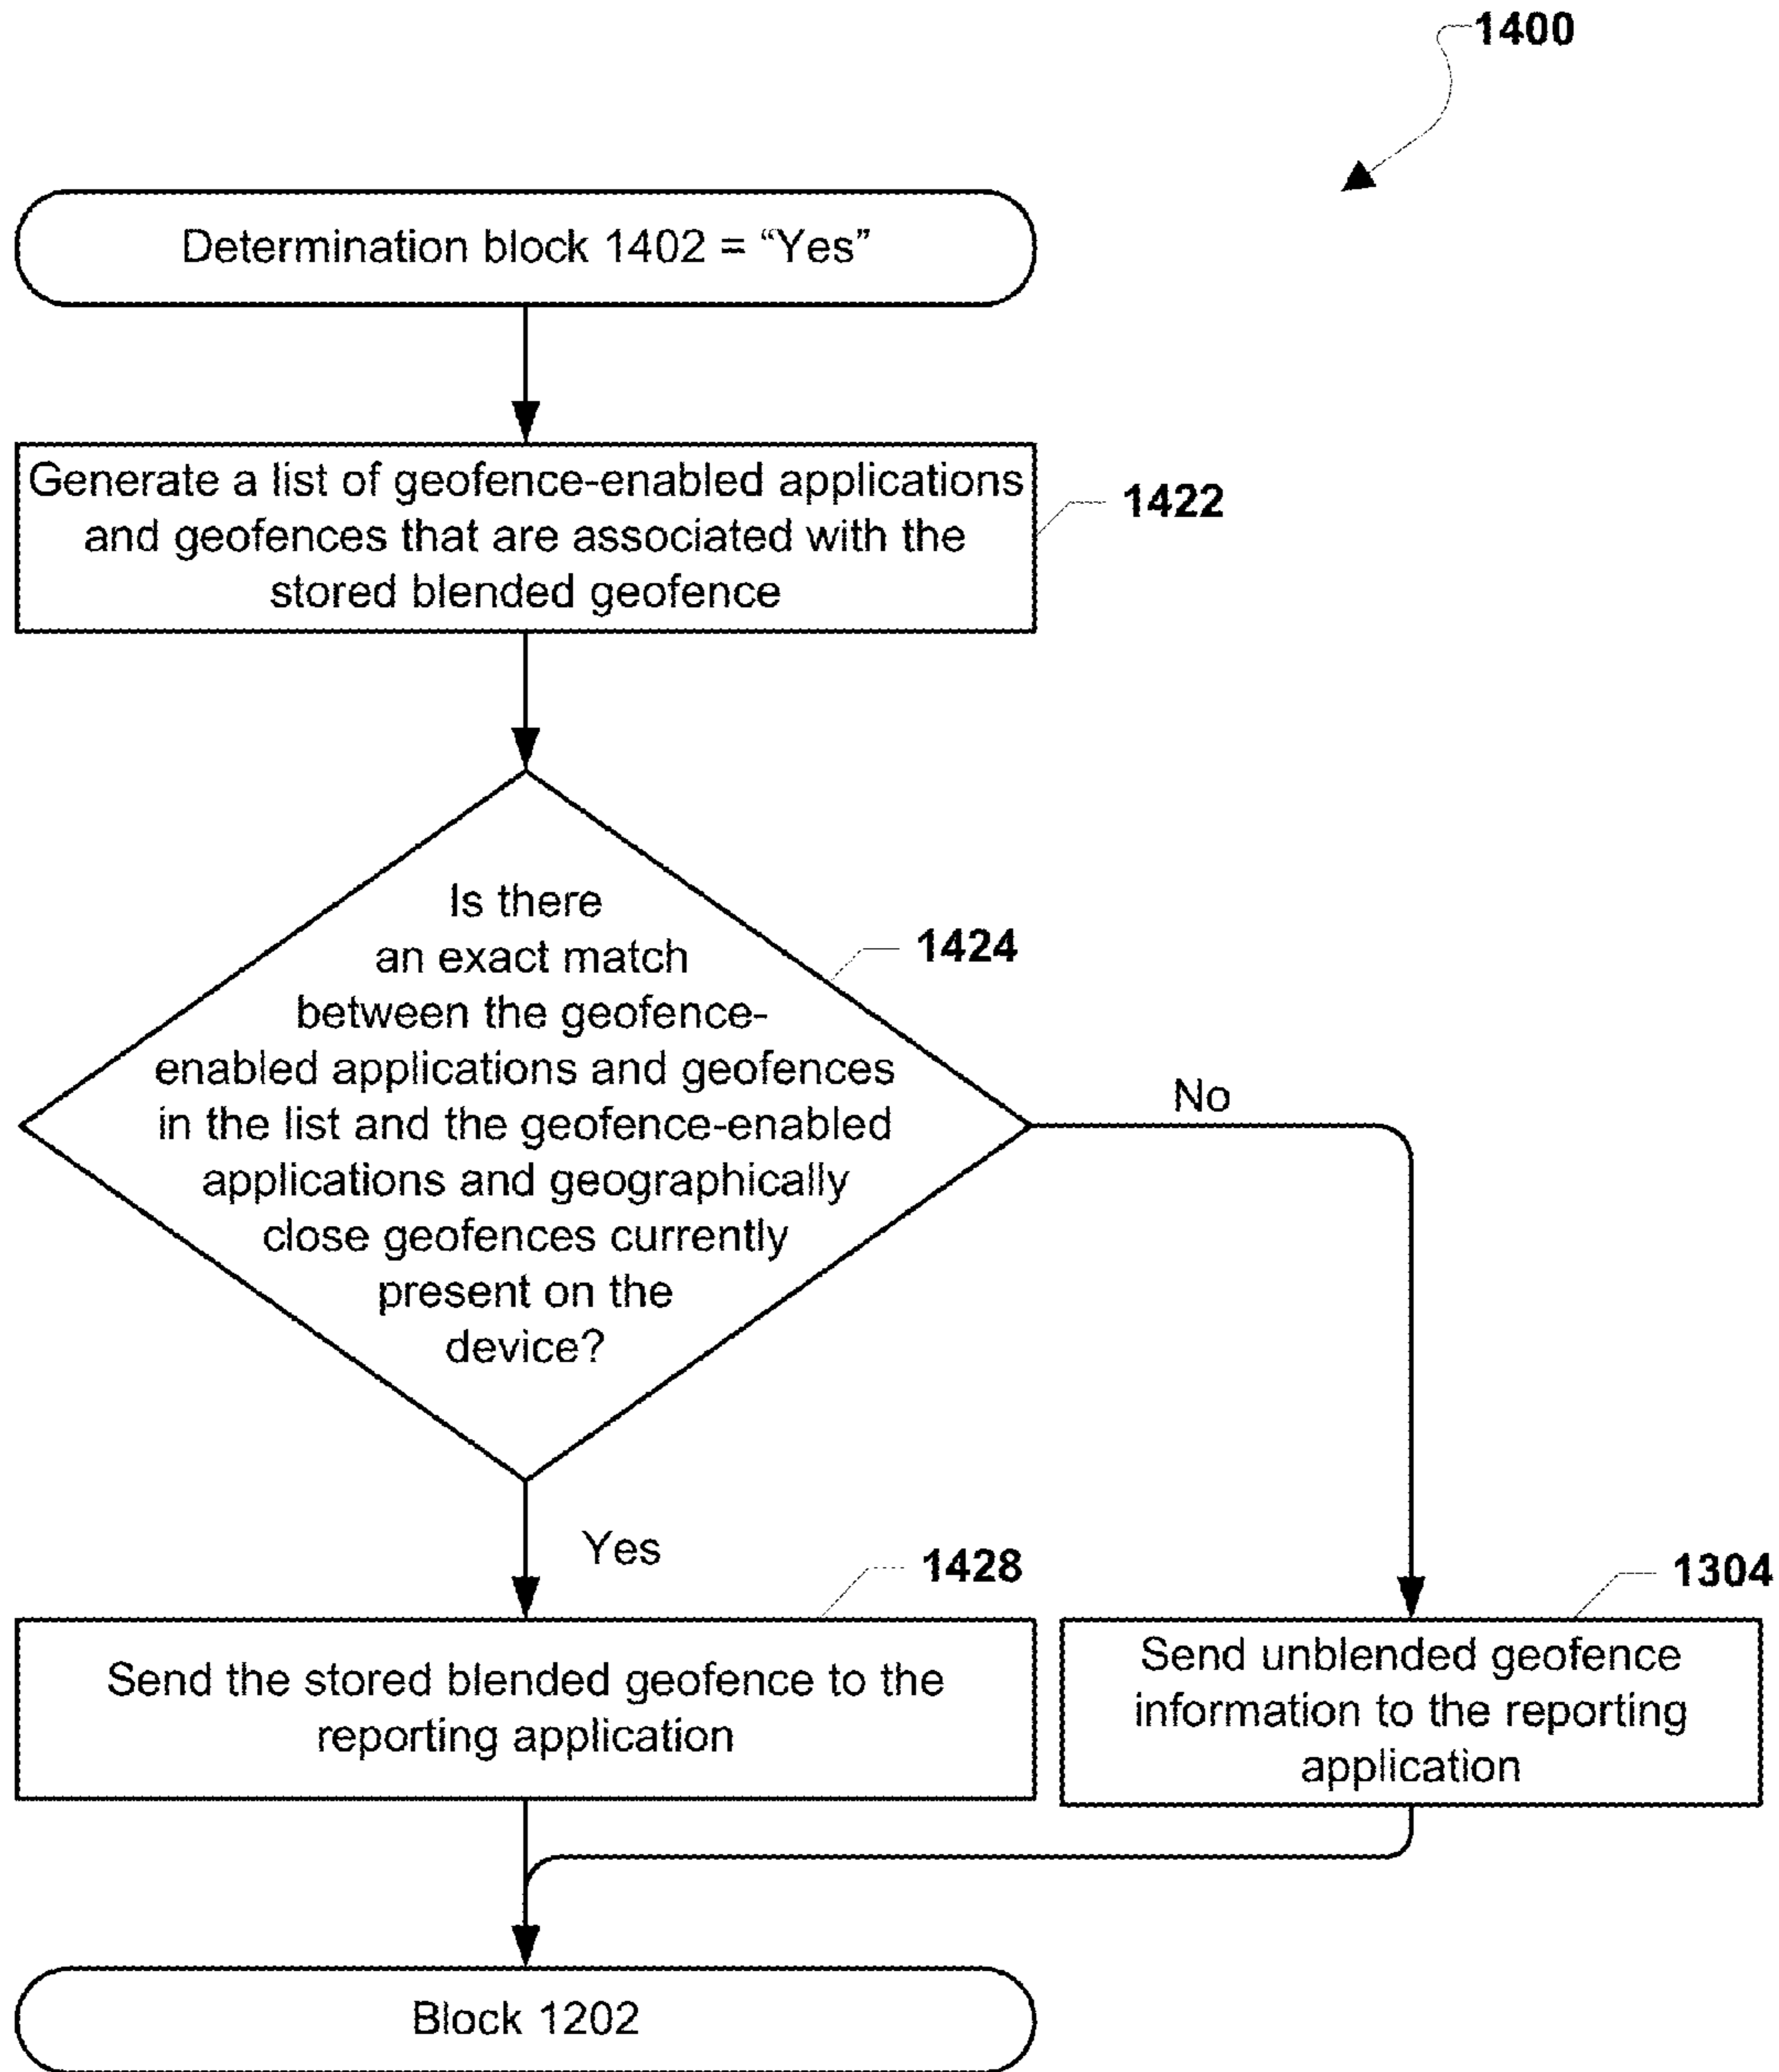 1400
Determination block 1402 = “Yes”
Generate a list of geofence-enabled applications
and geofences that are associated with the
stored blended geofence
1422
Is there
an exact match
between the geofence-
enabled applications and geofences
in the list and the geofence-enabled
applications and geographically
close geofences currently
present on the
device?
1424
No
Yes
1428
Send the stored blended geofence to the
reporting application
1304
Send unblended geofence
information to the reporting
application
Block 1202